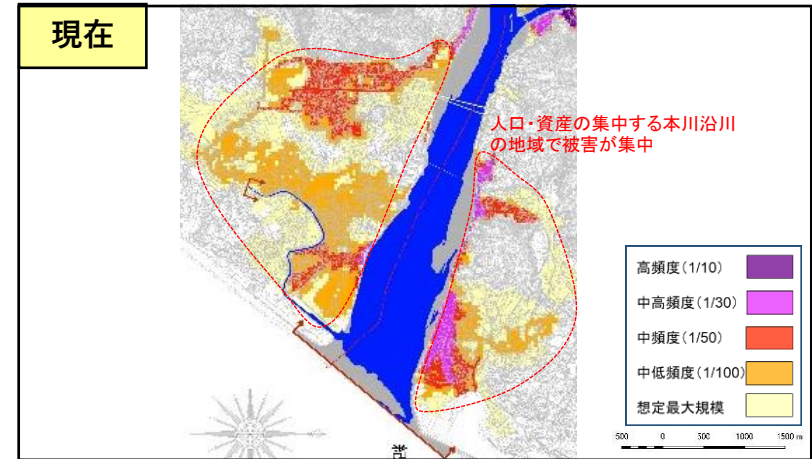 現在
人口・資産の集中する本川沿川
の地域で被害が集中
高頻度(1/10)
中高頻度(1/30)
中頻度(1/50)
中低頻度(1/100)
想定最大規模
500 0 500 1000 1500 m